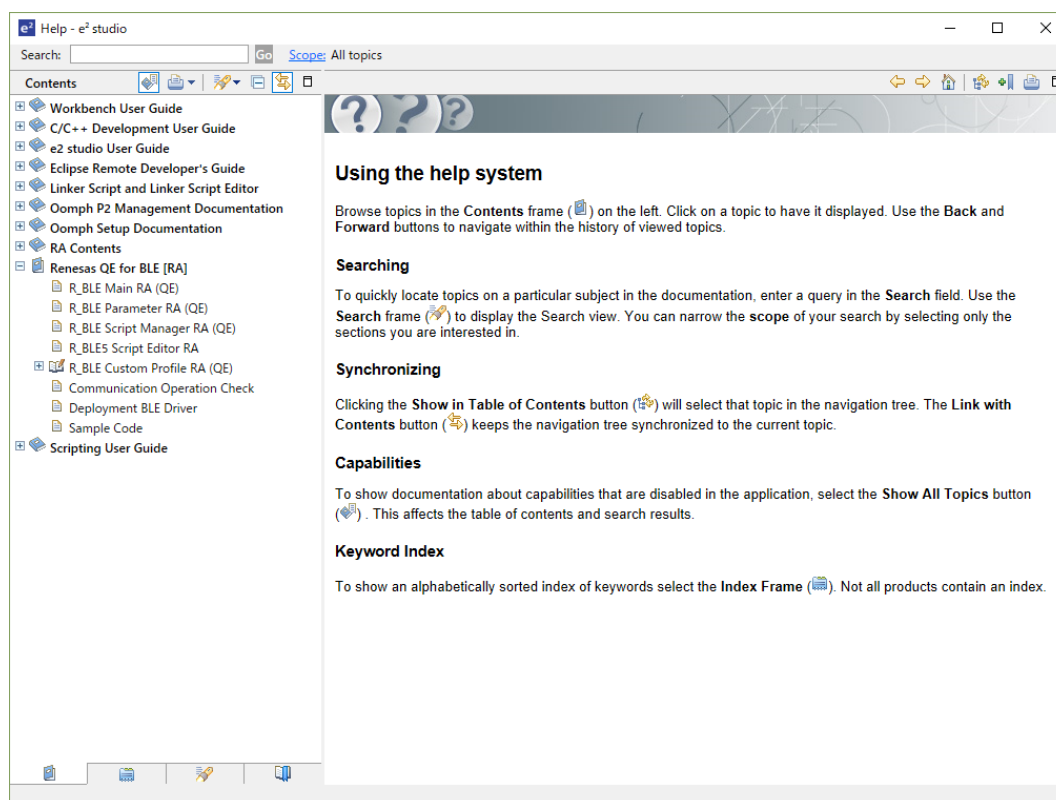 e² Help - e² studio
Search: Go Scope: All topics
Contents
Workbench User Guide
C/C++ Development User Guide
e2 studio User Guide
Eclipse Remote Developer's Guide
Linker Script and Linker Script Editor
Oomph P2 Management Documentation
Oomph Setup Documentation
RA Contents
Renesas QE for BLE [RA]
R_BLE Main RA (QE)
R_BLE Parameter RA (QE)
R_BLE Script Manager RA (QE)
R_BLE5 Script Editor RA
R_BLE Custom Profile RA (QE)
Communication Operation Check
Deployment BLE Driver
Sample Code
Scripting User Guide
Using the help system
Browse topics in the Contents frame ( ) on the left. Click on a topic to have it displayed. Use the Back and
Forward buttons to navigate within the history of viewed topics.
Searching
To quickly locate topics on a particular subject in the documentation, enter a query in the Search field. Use the
Search frame ( ) to display the Search view. You can narrow the scope of your search by selecting only the
sections you are interested in.
Synchronizing
Clicking the Show in Table of Contents button ( ) will select that topic in the navigation tree. The Link with
Contents button ( ) keeps the navigation tree synchronized to the current topic.
Capabilities
To show documentation about capabilities that are disabled in the application, select the Show All Topics button
( ) . This affects the table of contents and search results.
Keyword Index
To show an alphabetically sorted index of keywords select the Index Frame ( ). Not all products contain an index.